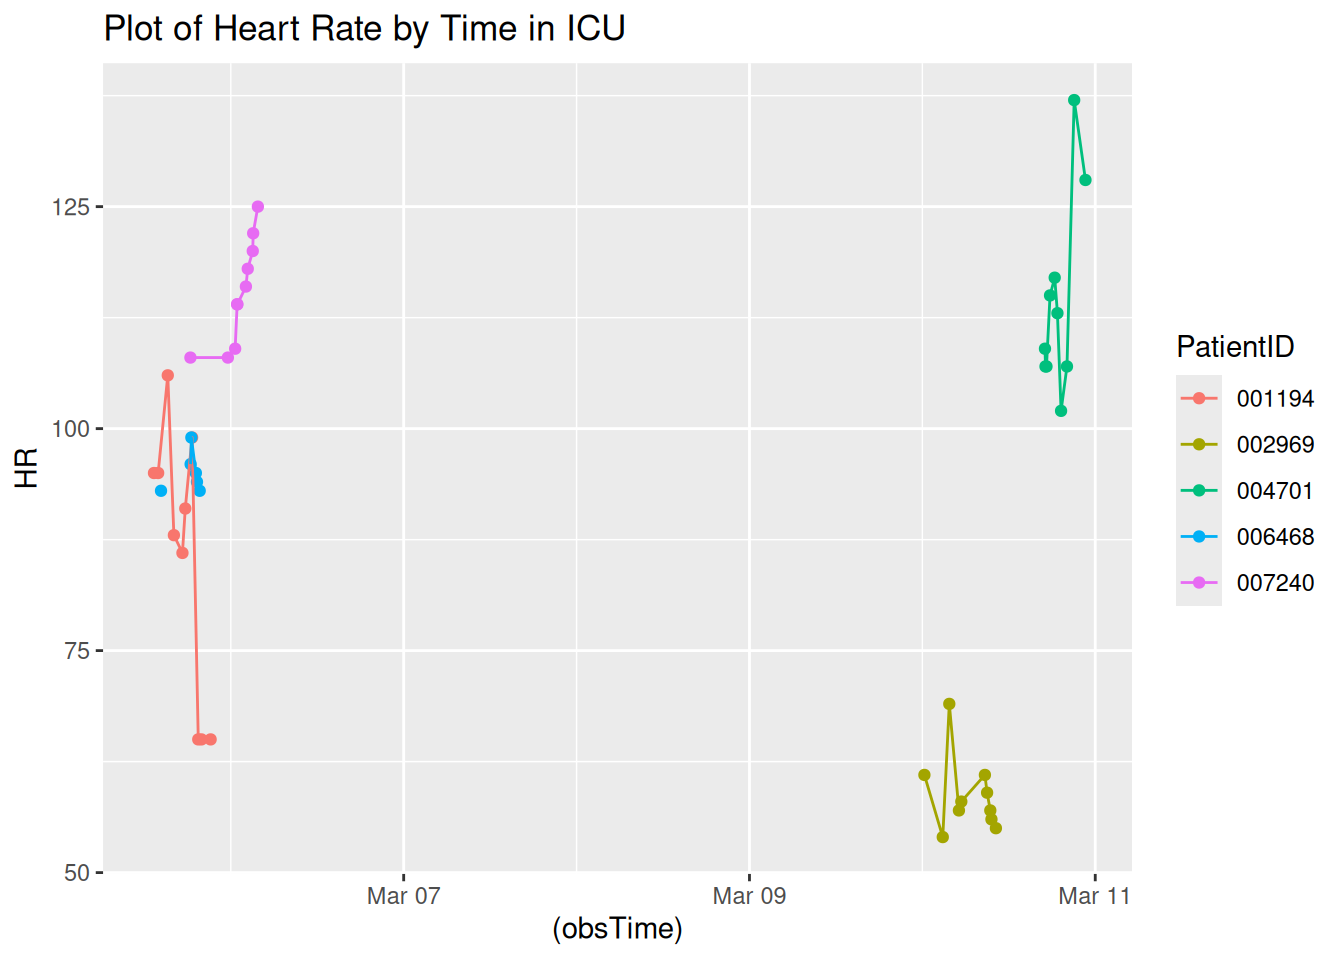 Plot of Heart Rate by Time in ICU
125
100
75
50
HR
Mar 07
Mar 09
Mar 11
(obsTime)
PatientID
001194
002969
004701
006468
007240